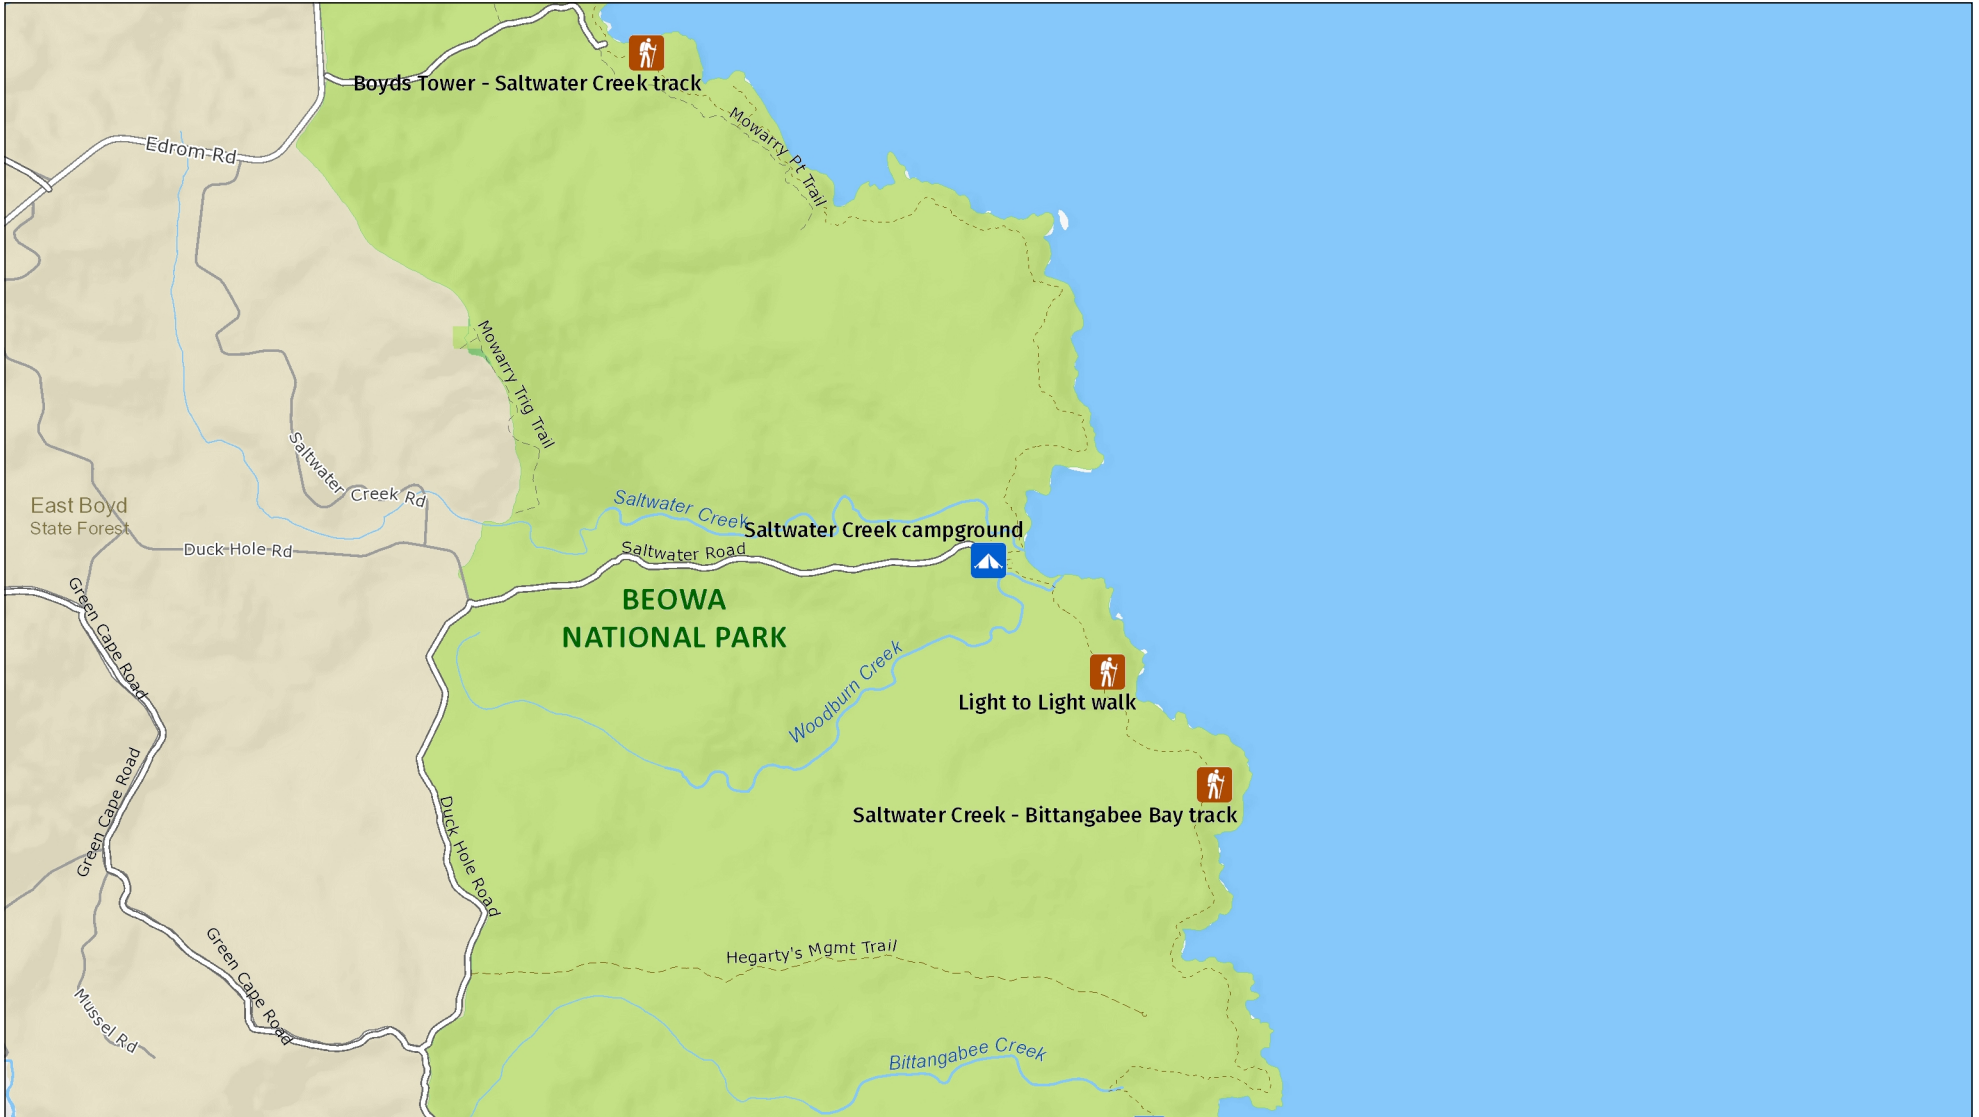 Boyds Tower - Saltwater Creek track
Mowarry Pt Trail
Edrom Rd
Mowarry Trig Trail
Saltwater Creek Rd
East Boyd
State Forest
Saltwater Creek
Saltwater Creek campground
Duck Hole Rd
Saltwater Road
BEOWA
NATIONAL PARK
Green Cape Road
Woodburn Creek
Light to Light walk
Green Cape Road
Duck Hole Road
Saltwater Creek - Bittangabee Bay track
Green Cape Road
Hegarty's Mgmt Trail
Mussel Rd
Bittangabee Creek